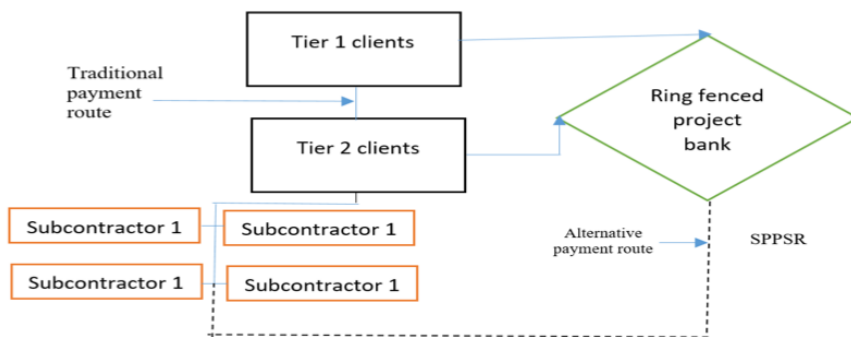 Tier 1 clients
Traditional
payment
route
Ring fenced
project
bank
Tier 2 clients
Subcontractor 1
Subcontractor 1
Alternative
payment route
SPPSR
Subcontractor 1
Subcontractor 1